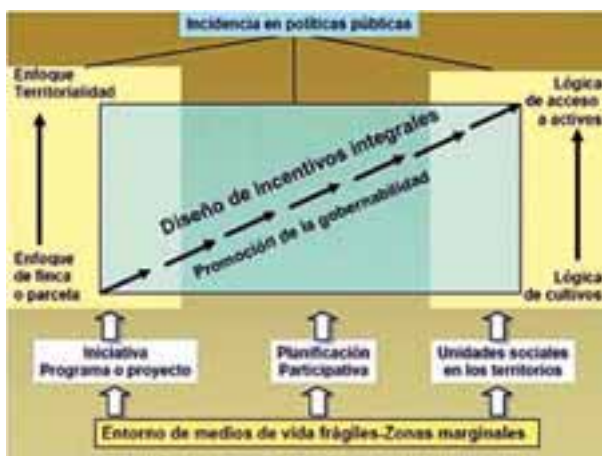 Incidencia en políticas públicas
Enfoque
Territorialidad
Lógica
de acceso
a activos
Diseño de incentivos integrales
Promoción de la gobernabilidad
Enfoque
de finca
o parcela
Lógica
de cultivos
Iniciativa
Programa o proyecto
Planificación
Participativa
Unidades sociales
en los territorios
Entorno de medios de vida frágiles-Zonas marginales